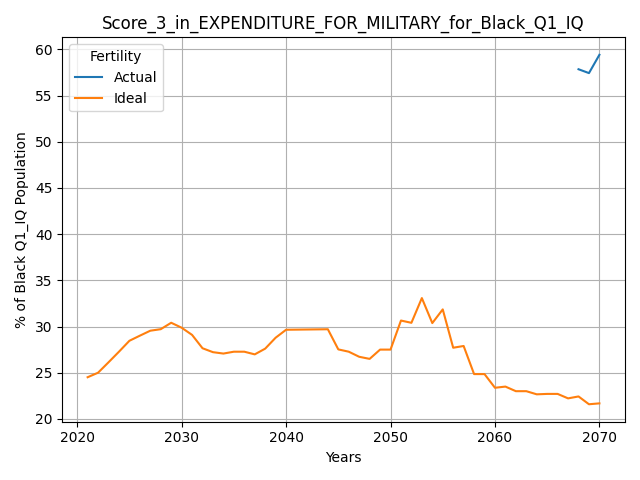 Score_3_in_EXPENDITURE_FOR_MILITARY_for_Black_Q1_IQ
Fertility
Actual
Ideal
% of Black Q1_IQ Population
60
55
50
45
40
35
30
25
20
2020 2030 2040 2050 2060 2070
Years